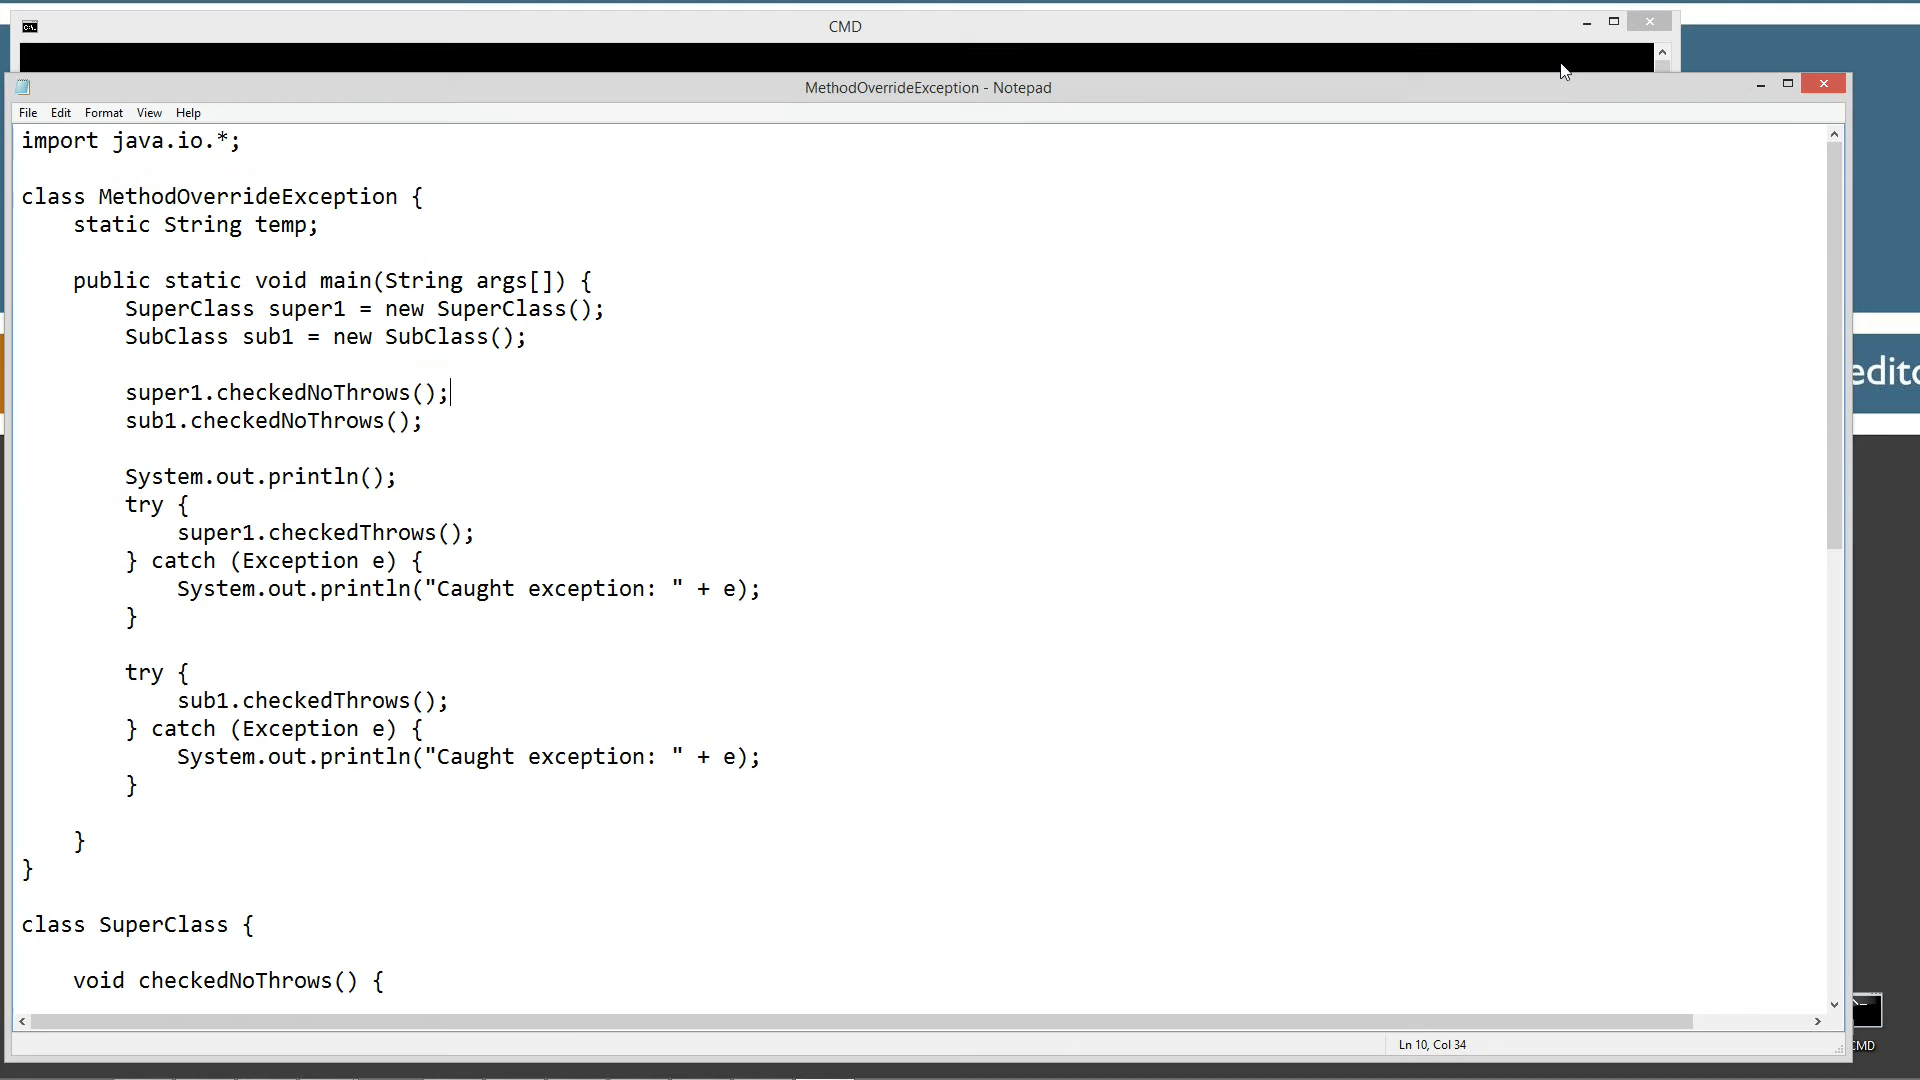 CMD
MethodOverrideException - Notepad
File Edit Format View Help
import java.io.*;
class MethodOverrideException {
static String temp;
public static void main(String args[]) {
SuperClass super1 = new SuperClass();
SubClass sub1 = new SubClass();
super1.checkedNoThrows();
sub1.checkedNoThrows();
System.out.println();
try {
super1.checkedThrows();
} catch (Exception e) {
System.out.println("Caught exception: " + e);
}
try {
sub1.checkedThrows();
} catch (Exception e) {
System.out.println("Caught exception: " + e);
}
}
}
class SuperClass {
void checkedNoThrows() {
Ln 10, Col 34
CMD